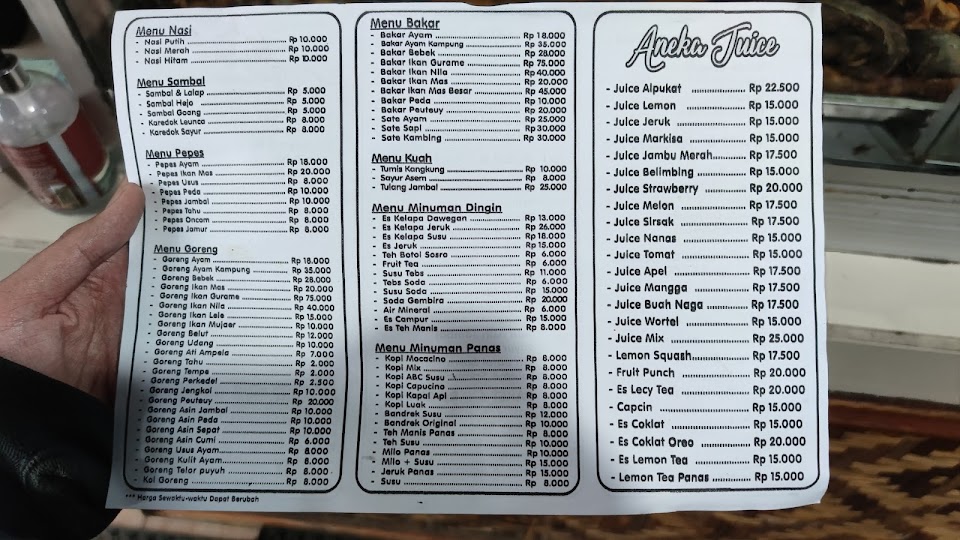 Menu Nasi
- Nasi Putih Rp 10.000
- Nasi Merah Rp 10.000
- Nasi Hitam Rp 10.000
Menu Sambal
- Sambal & Lalap Rp 5.000
- Sambal Hejo Rp 5.000
- Sambal Goang Rp 5.000
- Karedok Leunca Rp 8.000
- Karedok Sayur Rp 8.000
Menu Pepes
- Pepes Ayam Rp 18.000
- Pepes Ikan Mas Rp 20.000
- Pepes Usus Rp 8.000
- Pepes Peda Rp 10.000
- Pepes Jambal Rp 10.000
- Pepes Tahu Rp 8.000
- Pepes Oncom Rp 8.000
- Pepes Jamur Rp 8.000
Menu Goreng
- Goreng Ayam Rp 18.000
- Goreng Ayam Kampung Rp 35.000
- Goreng Bebek Rp 28.000
- Goreng Ikan Mas Rp 20.000
- Goreng Ikan Gurame Rp 75.000
- Goreng Ikan Nila Rp 40.000
- Goreng Ikan Lele Rp 15.000
- Goreng Ikan Mujaer Rp 10.000
- Goreng Belut Rp 12.000
- Goreng Udang Rp 10.000
- Goreng Ati Ampela Rp 7.000
- Goreng Tahu Rp 2.000
- Goreng Tempe Rp 2.000
- Goreng Perkedel Rp 2.500
- Goreng Jengkol Rp 10.000
- Goreng Peuteuy Rp 20.000
- Goreng Asin Jambal Rp 10.000
- Goreng Asin Peda Rp 10.000
- Goreng Asin Sepat Rp 10.000
- Goreng Asin Cumi Rp 6.000
- Goreng Usus Ayam Rp 8.000
- Goreng Kulit Ayam Rp 8.000
- Goreng Telor puyuh Rp 8.000
- Kol Goreng Rp 8.000
*** Harga Sewaktu-waktu Dapat Berubah
Menu Bakar
- Bakar Ayam Rp 18.000
- Bakar Ayam Kampung Rp 35.000
- Bakar Bebek Rp 28.000
- Bakar Ikan Gurame Rp 75.000
- Bakar Ikan Nila Rp 40.000
- Bakar Ikan Mas Rp 20.000
- Bakar Ikan Mas Besar Rp 45.000
- Bakar Peda Rp 10.000
- Bakar Peuteuy Rp 20.000
- Sate Ayam Rp 25.000
- Sate Sapi Rp 30.000
- Sate Kambing Rp 30.000
Menu Kuah
- Tumis Kangkung Rp 10.000
- Sayur Asem Rp 8.000
- Tulang Jambal Rp 25.000
Menu Minuman Dingin
- Es Kelapa Dawegan Rp 13.000
- Es Kelapa Jeruk Rp 26.000
- Es Kelapa Susu Rp 18.000
- Es Jeruk Rp 15.000
- Teh Botol Sosro Rp 6.000
- Fruit Tea Rp 6.000
- Susu Tebs Rp 11.000
- Tebs Soda Rp 6.000
- Susu Soda Rp 15.000
- Soda Gembira Rp 20.000
- Air Mineral Rp 6.000
- Es Campur Rp 15.000
- Es Teh Manis Rp 8.000
Menu Minuman Panas
- Kopi Mocacino Rp 8.000
- Kopi Mix Rp 8.000
- Kopi ABC Susu Rp 8.000
- Kopi Capucino Rp 8.000
- Kopi Kapal Api Rp 8.000
- Kopi Luak Rp 8.000
- Bandrek Susu Rp 12.000
- Bandrek Original Rp 10.000
- Teh Manis Panas Rp 8.000
- Teh Susu Rp 10.000
- Milo Panas Rp 10.000
- Milo + Susu Rp 15.000
- Jeruk Panas Rp 15.000
- Susu Rp 8.000
Aneka Juice
- Juice Alpukat Rp 22.500
- Juice Lemon Rp 15.000
- Juice Jeruk Rp 15.000
- Juice Markisa Rp 15.000
- Juice Jambu Merah Rp 17.500
- Juice Belimbing Rp 15.000
- Juice Strawberry Rp 20.000
- Juice Melon Rp 17.500
- Juice Sirsak Rp 17.500
- Juice Nanas Rp 15.000
- Juice Tomat Rp 15.000
- Juice Apel Rp 17.500
- Juice Mangga Rp 17.500
- Juice Buah Naga Rp 17.500
- Juice Wortel Rp 15.000
- Juice Mix Rp 25.000
- Lemon Squash Rp 17.500
- Fruit Punch Rp 20.000
- Es Lecy Tea Rp 20.000
- Capcin Rp 15.000
- Es Coklat Rp 15.000
- Es Coklat Oreo Rp 20.000
- Es Lemon Tea Rp 15.000
- Lemon Tea Panas Rp 15.000